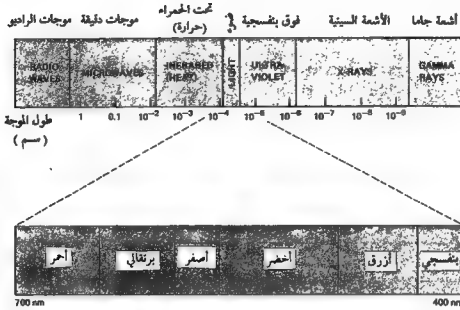 موجات الراديو
موجات دقيقة
تحت الحمراء
(حرارة)
فوق بنفسجية
الأشعة السينية
أشعة جاما
RADIO
WAVES
MICROWAVES
INFRARED
(HEAT)
LIGHT
ULTRA-
VIOLET
X-RAYS
GAMMA
RAYS
طول الموجة
(سم)
1 0.1 10⁻² 10⁻³ 10⁻⁴ 10⁻⁵ 10⁻⁶ 10⁻⁷ 10⁻⁸ 10⁻⁹
أحمر
برتقالي
أصفر
أخضر
أزرق
بنفسجي
700 nm
400 nm